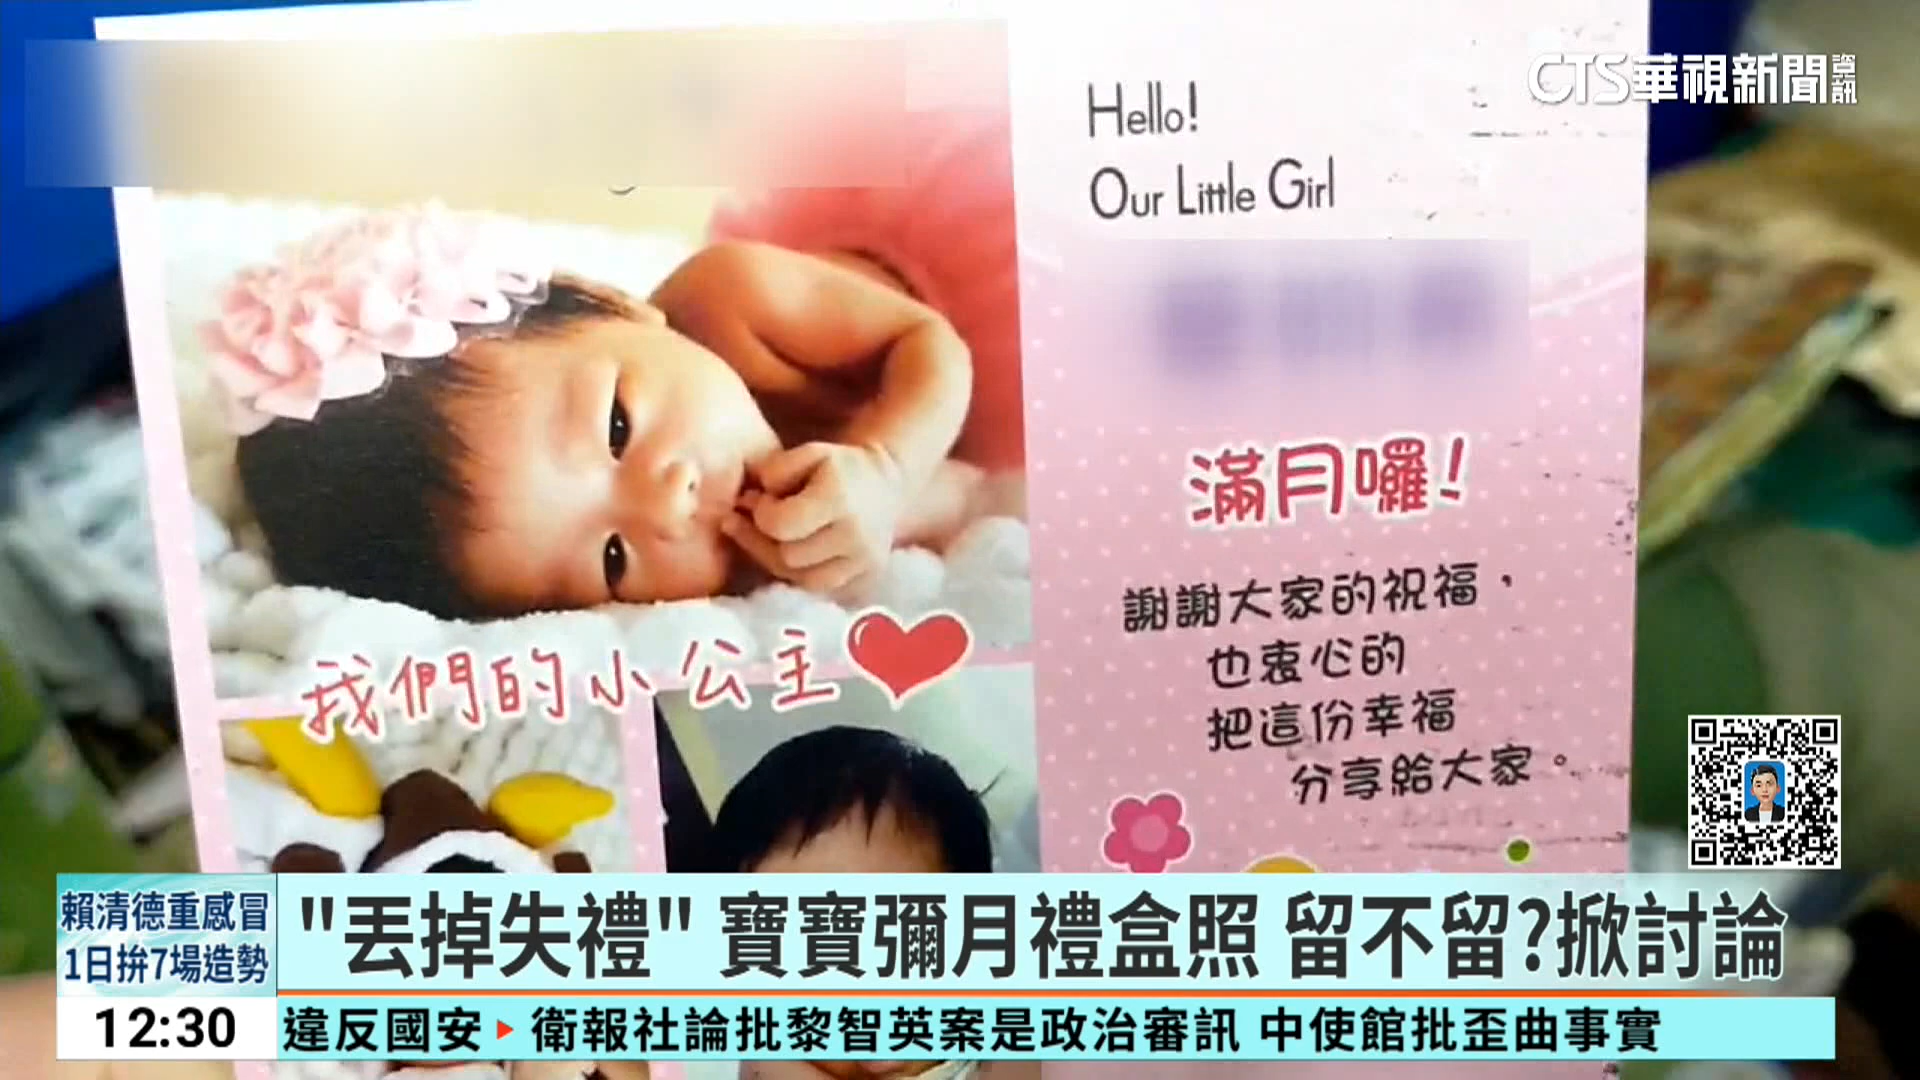 CTS華視新聞資訊
Hello!
Our Little Girl
滿月囉!
謝謝大家的祝福，
也衷心的
把這份幸福
分享給大家。
我們的小公主
賴清德重感冒
1日拚7場造勢
"丟掉失禮" 寶寶彌月禮盒照 留不留?掀討論
12:30
違反國安 衛報社論批黎智英案是政治審訊 中使館批歪曲事實